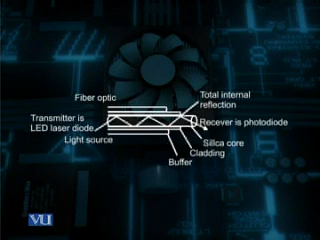 Fiber optic
Total internal
reflection
Transmitter is
LED laser diode
Recever is photodiode
Light source
Sillca core
Cladding
Buffer
VU